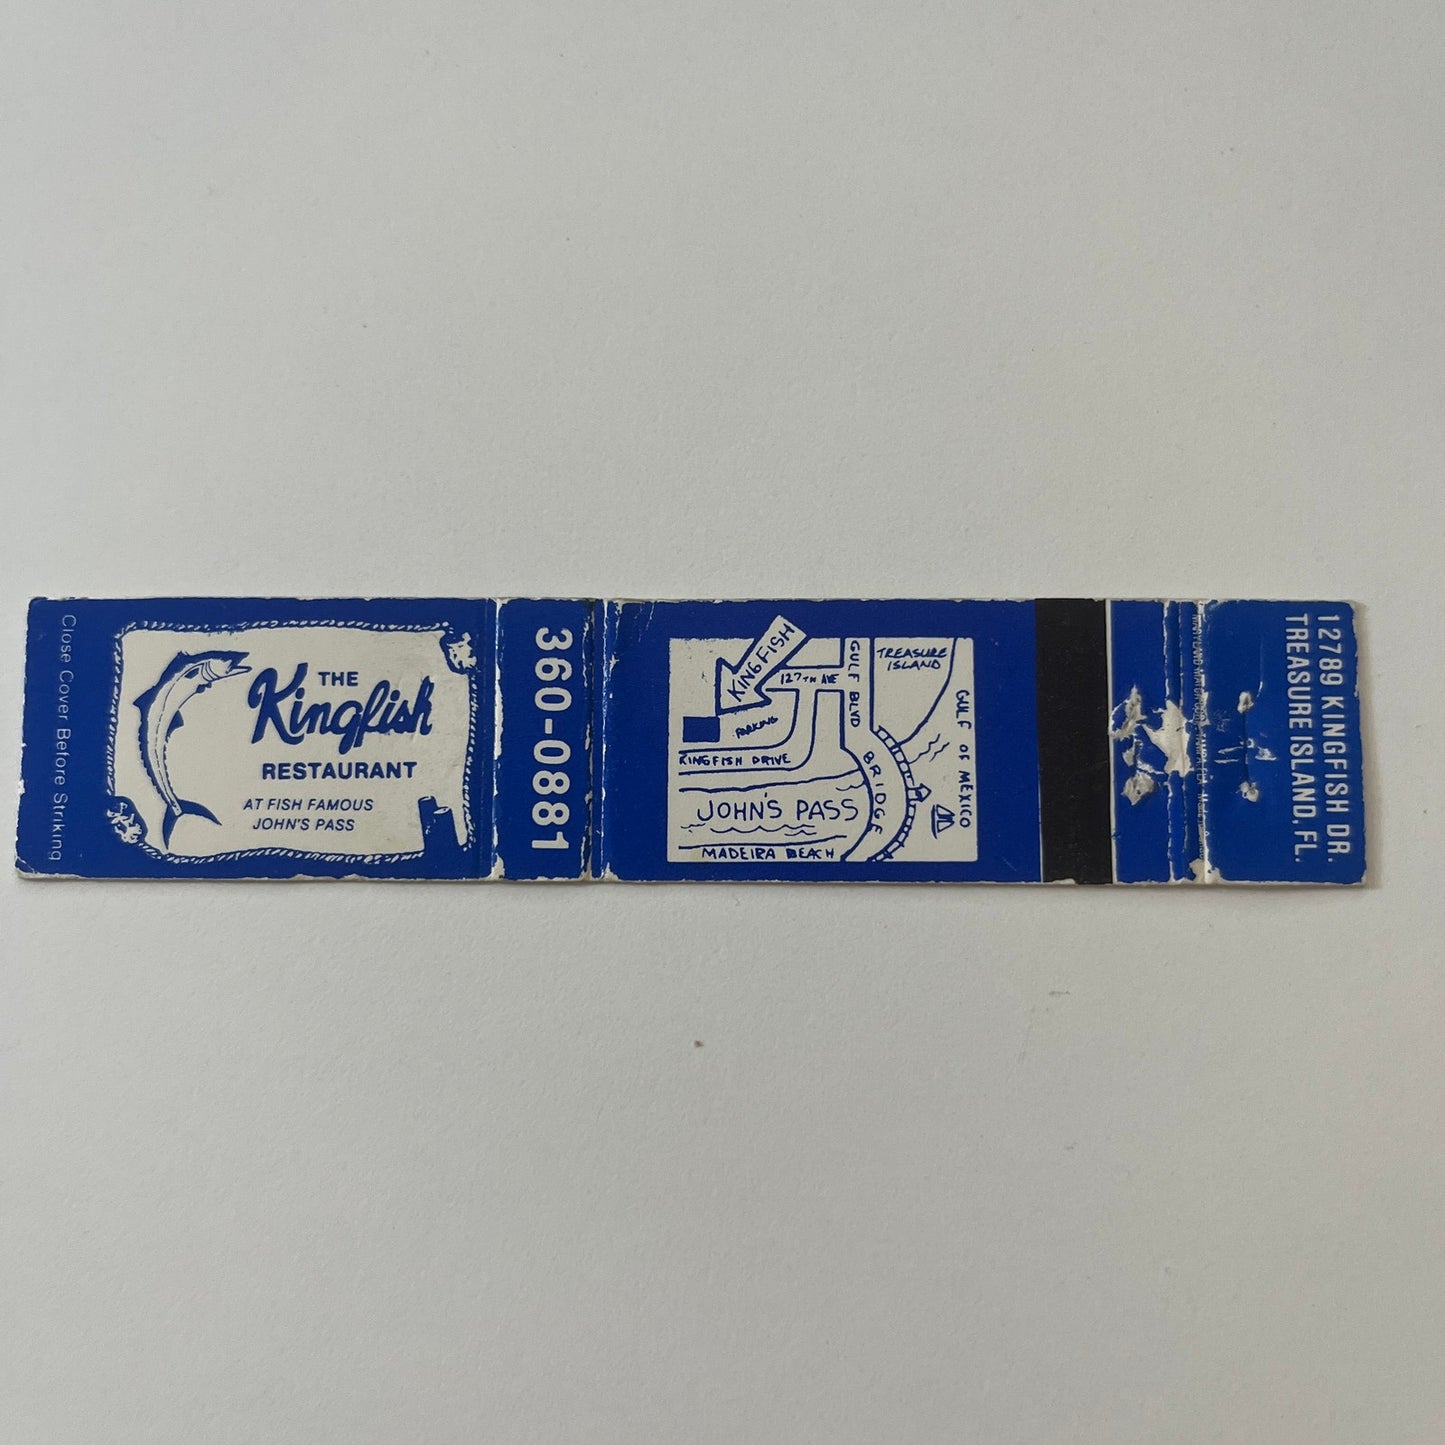 Close Cover Before Striking
THE
Kingfish
RESTAURANT
AT FISH FAMOUS
JOHN'S PASS
360-0881
KINGFISH
127TH AVE
PARKING
KINGFISH DRIVE
GULF BLVD
TREASURE
ISLAND
GULF OF MEXICO
BRIDGE
JOHN'S PASS
MADEIRA BEACH
MARYLAND MATCH
12789 KINGFISH DR.
TREASURE ISLAND, FL.